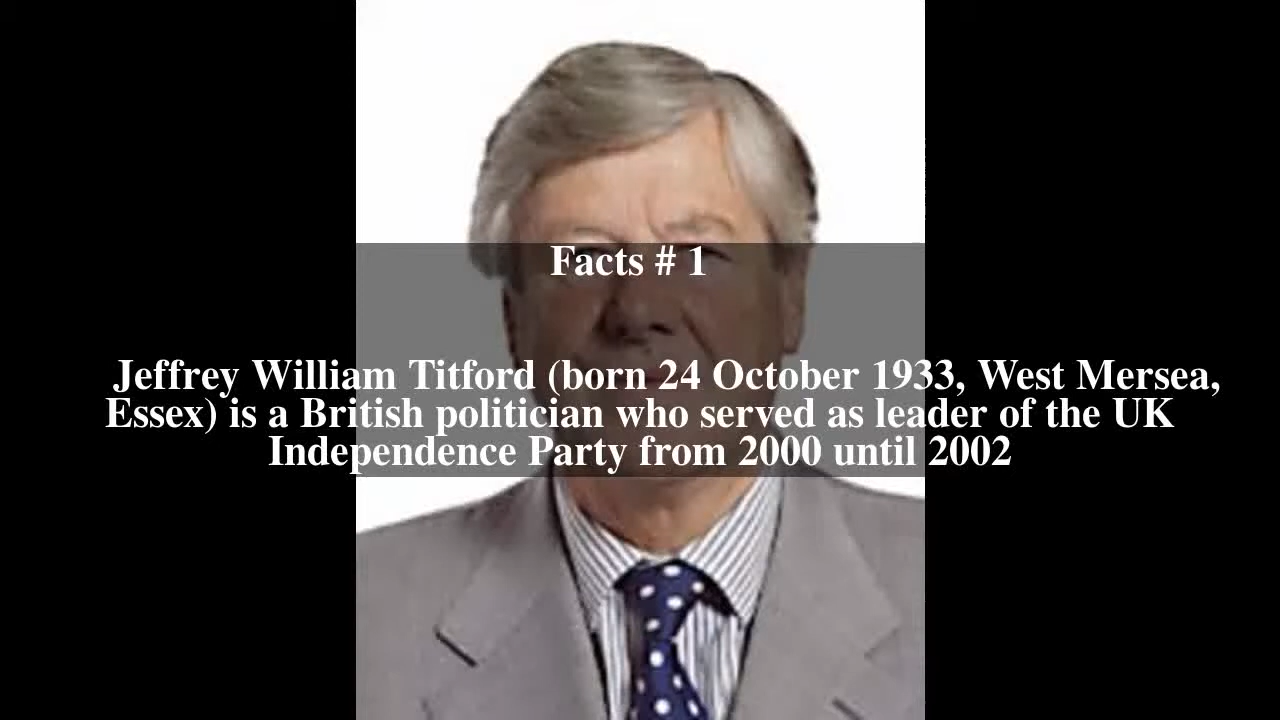 Facts # 1
Jeffrey William Titford (born 24 October 1933, West Mersea,
Essex) is a British politician who served as leader of the UK
Independence Party from 2000 until 2002